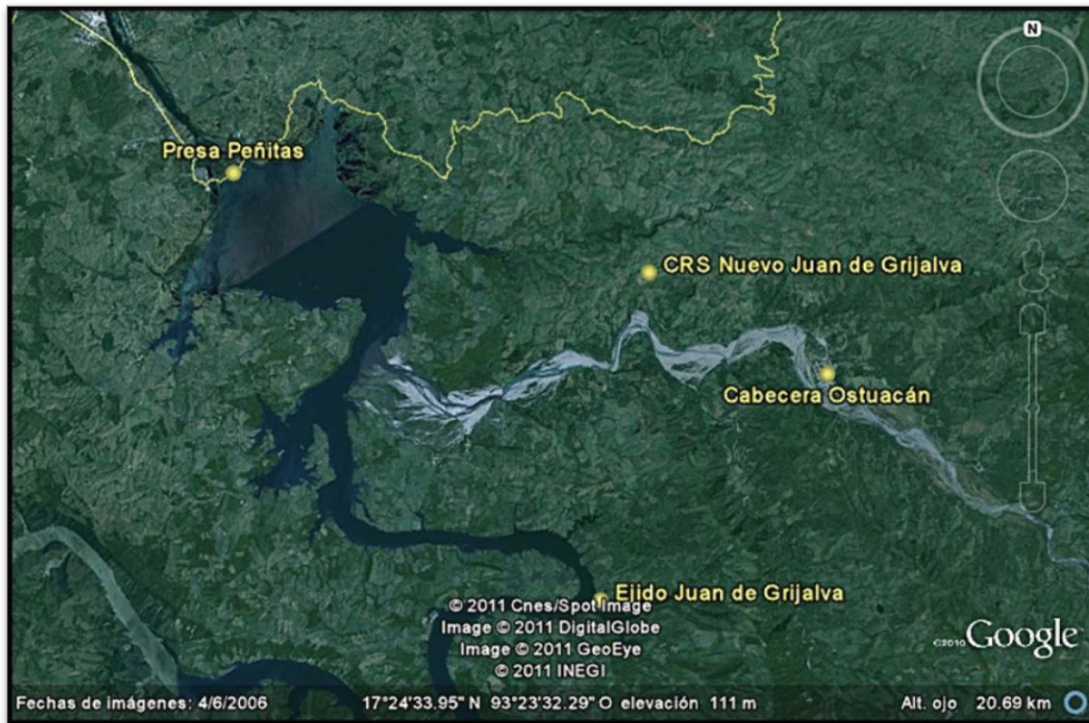 N
Presa Peñitas
CRS Nuevo Juan de Grijalva
Cabecera Ostuacán
Ejido Juan de Grijalva
© 2011 Cnes/Spot Image
Image © 2011 DigitalGlobe
Image © 2011 GeoEye
© 2011 INEGI
©2010 Google
Fechas de imágenes: 4/6/2006 17°24'33.95" N 93°23'32.29" O elevación 111 m Alt. ojo 20.69 km